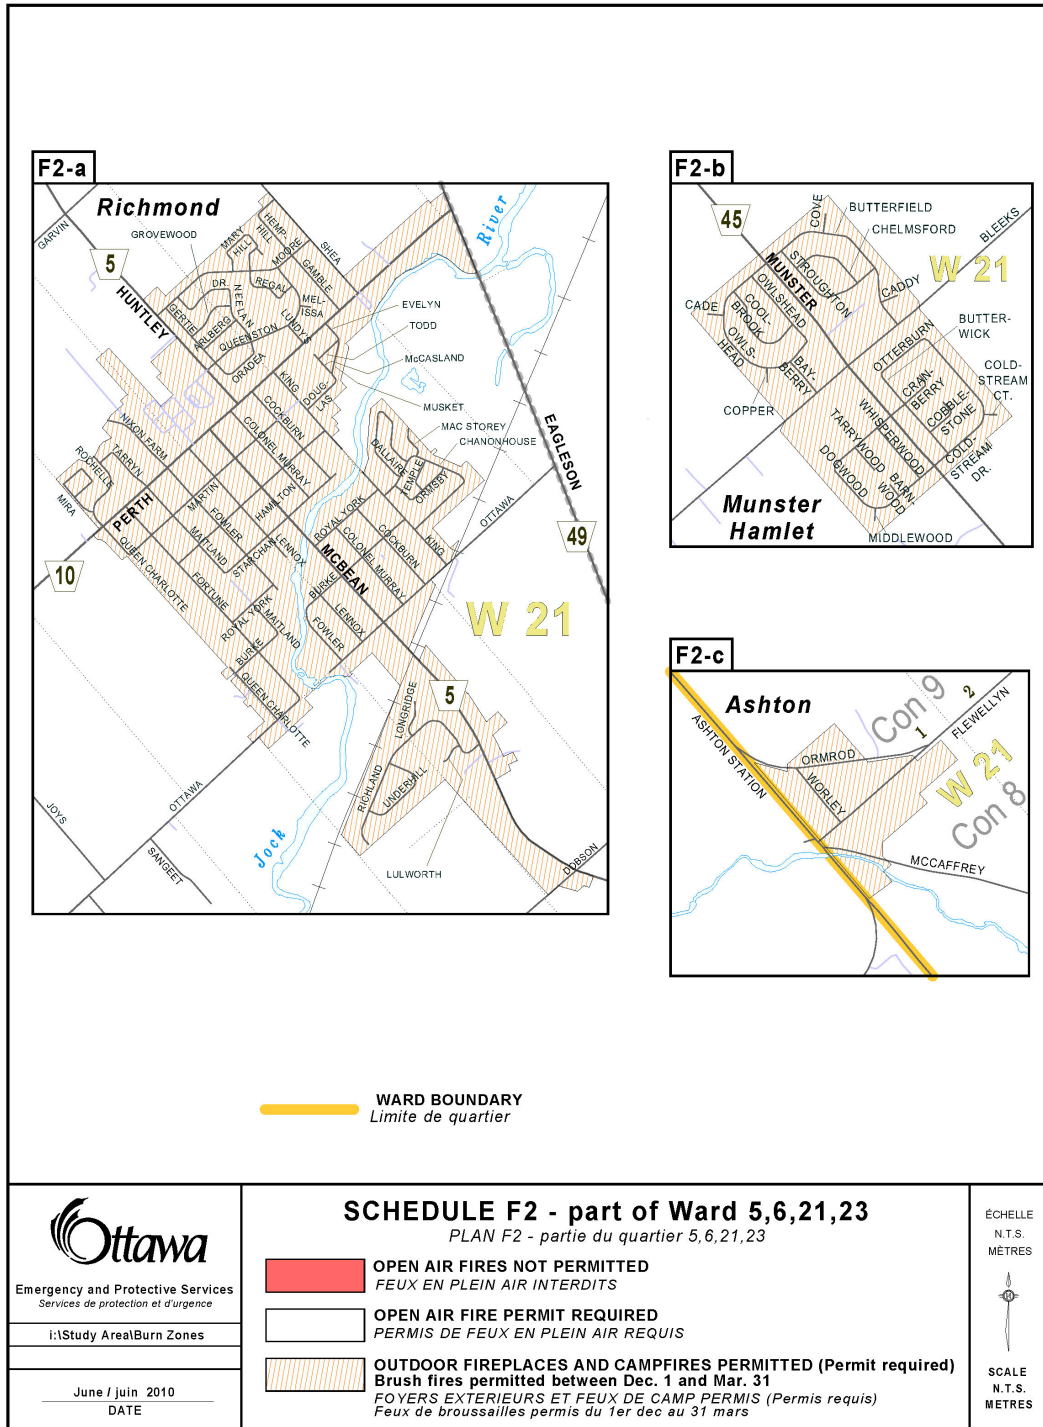 F2-a
Richmond
GARVIN
GROVEWOOD
5
HUNTLEY
MARY
HILL
HEMP-
HILL
MOORE
SHEA
GAMBLE
DR.
REGAL
NEELAN
MEL-
ISSA
LUNDYS
GERTIE
ARLBERG
QUEENSTON
ORADEA
River
EVELYN
TODD
McCASLAND
MUSKET
MAC STOREY
CHANONHOUSE
KING
DOUG-
LAS
COCKBURN
COLONEL MURRAY
HAMILTON
NIXON FARM
TARRYN
ROCHELLE
MIRA
PERTH
MARTIN
FOWLER
MAITLAND
STRACHAN
LENNOX
10
QUEEN CHARLOTTE
FORTUNE
ROYAL YORK
MAITLAND
BURKE
QUEEN CHARLOTTE
DALLAIRE
TEMPLE
ORMSBY
OTTAWA
ROYAL YORK
COCKBURN
COLONEL MURRAY
KING
MCBEAN
BURKE
LENNOX
FOWLER
EAGLESON
49
W 21
5
LONGRIDGE
RICHLAND
UNDERHILL
LULWORTH
DOBSON
OTTAWA
JOYS
SANGEET
Jock
F2-b
45
MUNSTER
COVE
BUTTERFIELD
CHELMSFORD
BLEEKS
W 21
STROUGHTON
CADDY
CADE
OWLSHEAD
COOL-
BROOK
OWLS-
HEAD
BAY-
BERRY
COPPER
OTTERBURN
BUTTER-
WICK
COLD-
STREAM
CT.
CRAN-
BERRY
COBBLE-
STONE
WHISPERWOOD
TARRYWOOD
DOGWOOD
BARN-
WOOD
COLD-
STREAM
DR.
MIDDLEWOOD
Munster
Hamlet
F2-c
Ashton
ASHTON STATION
ORMROD
WORLEY
Con 9
1
2
FLEWELLYN
W 21
Con 8
MCCAFFREY
WARD BOUNDARY
Limite de quartier
Ottawa
Emergency and Protective Services
Services de protection et d'urgence
i:\Study Area\Burn Zones
June / juin 2010
DATE
SCHEDULE F2 - part of Ward 5,6,21,23
PLAN F2 - partie du quartier 5,6,21,23
OPEN AIR FIRES NOT PERMITTED
FEUX EN PLEIN AIR INTERDITS
OPEN AIR FIRE PERMIT REQUIRED
PERMIS DE FEUX EN PLEIN AIR REQUIS
OUTDOOR FIREPLACES AND CAMPFIRES PERMITTED (Permit required)
Brush fires permitted between Dec. 1 and Mar. 31
FOYERS EXTERIEURS ET FEUX DE CAMP PERMIS (Permis requis)
Feux de broussailles permis du 1er dec au 31 mars
ÉCHELLE
N.T.S.
MÈTRES
SCALE
N.T.S.
METRES